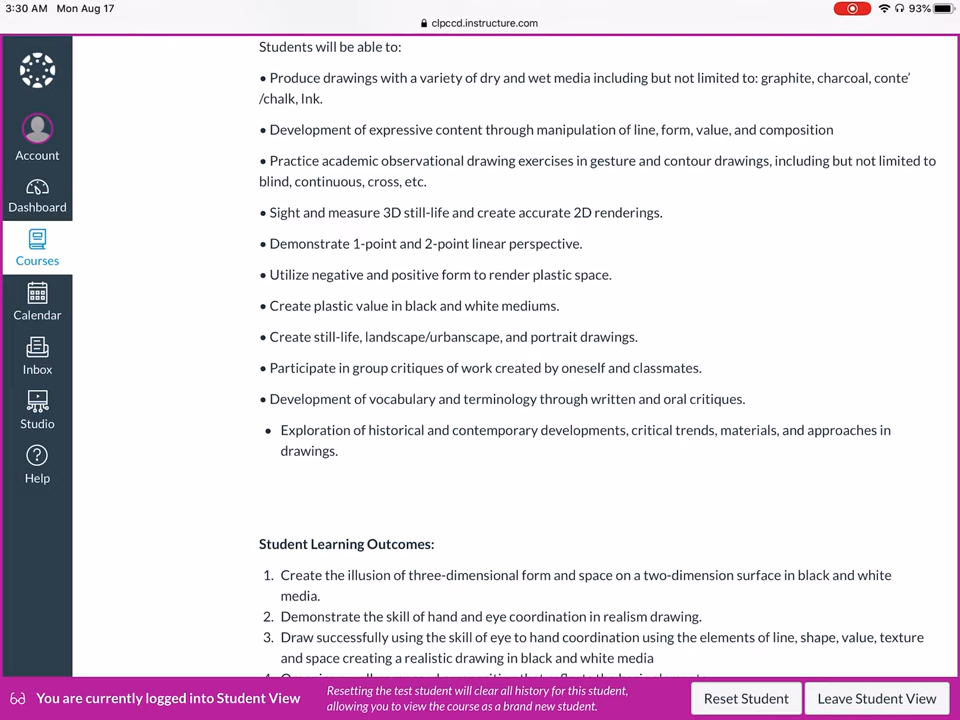 3:30 AM Mon Aug 17
93%
clpccd.instructure.com
Account
Dashboard
Courses
Calendar
Inbox
Studio
Help
Students will be able to:
• Produce drawings with a variety of dry and wet media including but not limited to: graphite, charcoal, conte’
/chalk, Ink.
• Development of expressive content through manipulation of line, form, value, and composition
• Practice academic observational drawing exercises in gesture and contour drawings, including but not limited to
blind, continuous, cross, etc.
• Sight and measure 3D still-life and create accurate 2D renderings.
• Demonstrate 1-point and 2-point linear perspective.
• Utilize negative and positive form to render plastic space.
• Create plastic value in black and white mediums.
• Create still-life, landscape/urbanscape, and portrait drawings.
• Participate in group critiques of work created by oneself and classmates.
• Development of vocabulary and terminology through written and oral critiques.
• Exploration of historical and contemporary developments, critical trends, materials, and approaches in
drawings.
Student Learning Outcomes:
1. Create the illusion of three-dimensional form and space on a two-dimension surface in black and white
media.
2. Demonstrate the skill of hand and eye coordination in realism drawing.
3. Draw successfully using the skill of eye to hand coordination using the elements of line, shape, value, texture
and space creating a realistic drawing in black and white media
You are currently logged into Student View
Resetting the test student will clear all history for this student,
allowing you to view the course as a brand new student.
Reset Student
Leave Student View